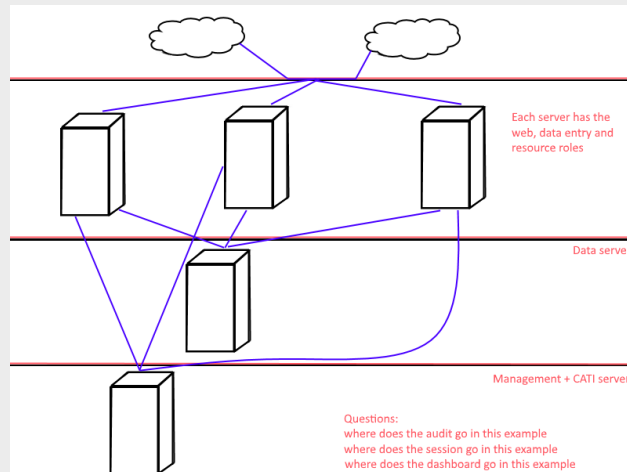 Each server has the
web, data entry and
resource roles
Data server
Management + CATI server
Questions:
where does the audit go in this example
where does the session go in this example
where does the dashboard go in this example